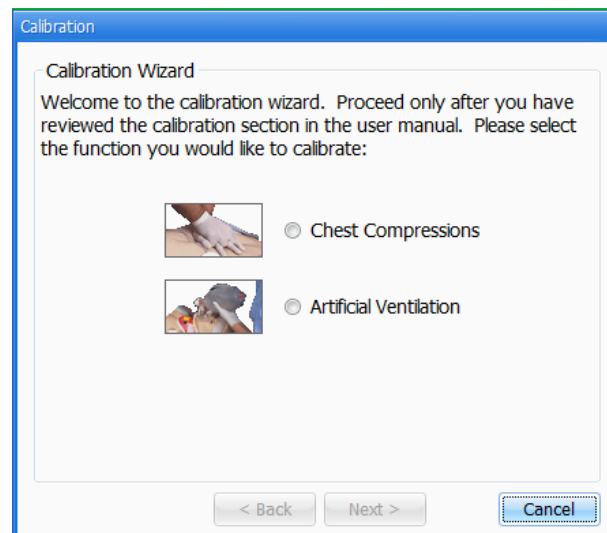 Calibration
Calibration Wizard
Welcome to the calibration wizard. Proceed only after you have
reviewed the calibration section in the user manual. Please select
the function you would like to calibrate:
Chest Compressions
Artificial Ventilation
< Back
Next >
Cancel